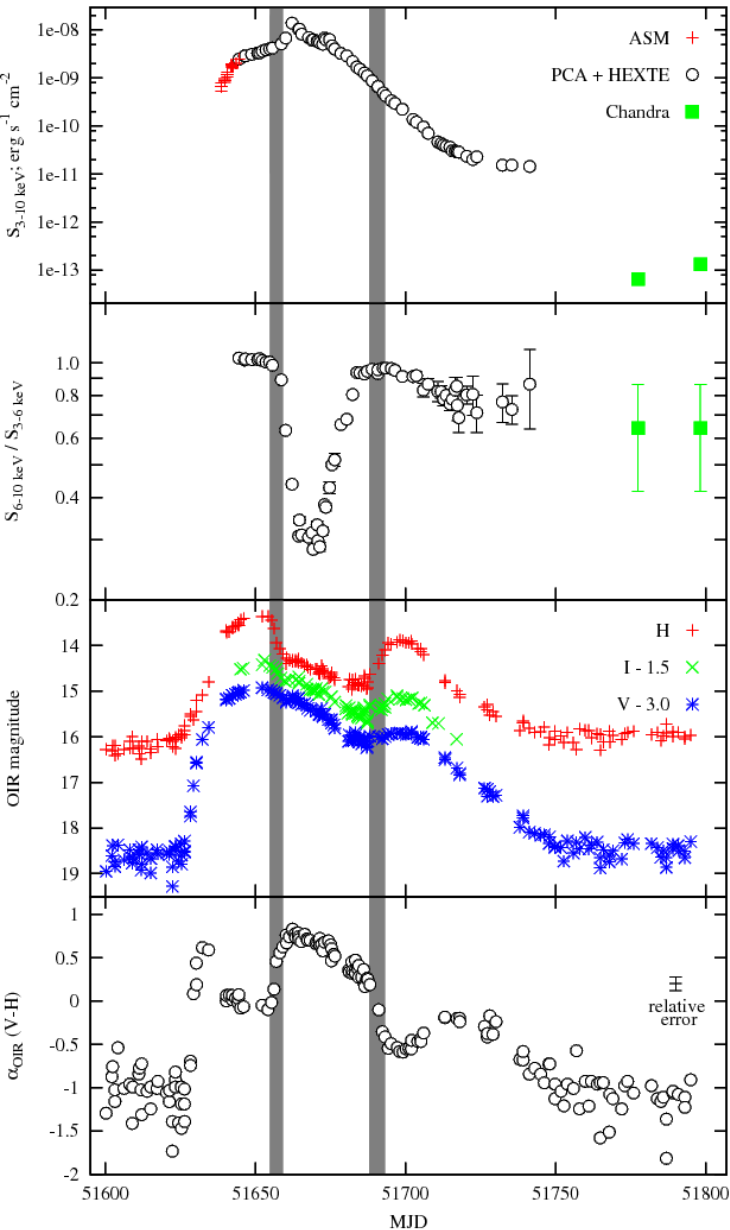 1e-08
1e-09
1e-10
1e-11
1e-12
1e-13
S3-10 keV; erg s-1 cm-2
ASM
PCA + HEXTE
Chandra
1.0
0.8
0.6
0.4
0.2
S6-10 keV / S3-6 keV
14
15
16
17
18
19
OIR magnitude
H
I - 1.5
V - 3.0
1
0.5
0
-0.5
-1
-1.5
-2
αOIR (V-H)
relative
error
51600
51650
51700
51750
51800
MJD